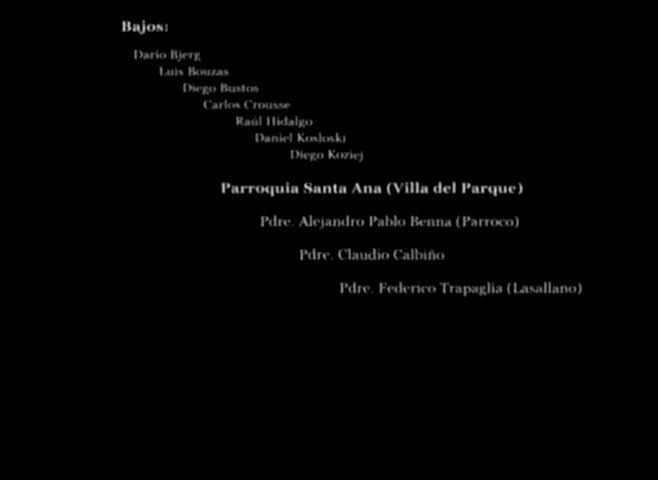 Bajos:
Darío Bjerg
Luis Bouzas
Diego Bustos
Carlos Crousse
Raúl Hidalgo
Daniel Kosloski
Diego Koziej
Parroquia Santa Ana (Villa del Parque)
Pdre. Alejandro Pablo Benna (Parroco)
Pdre. Claudio Calbiño
Pdre. Federico Trapaglia (Lasallano)